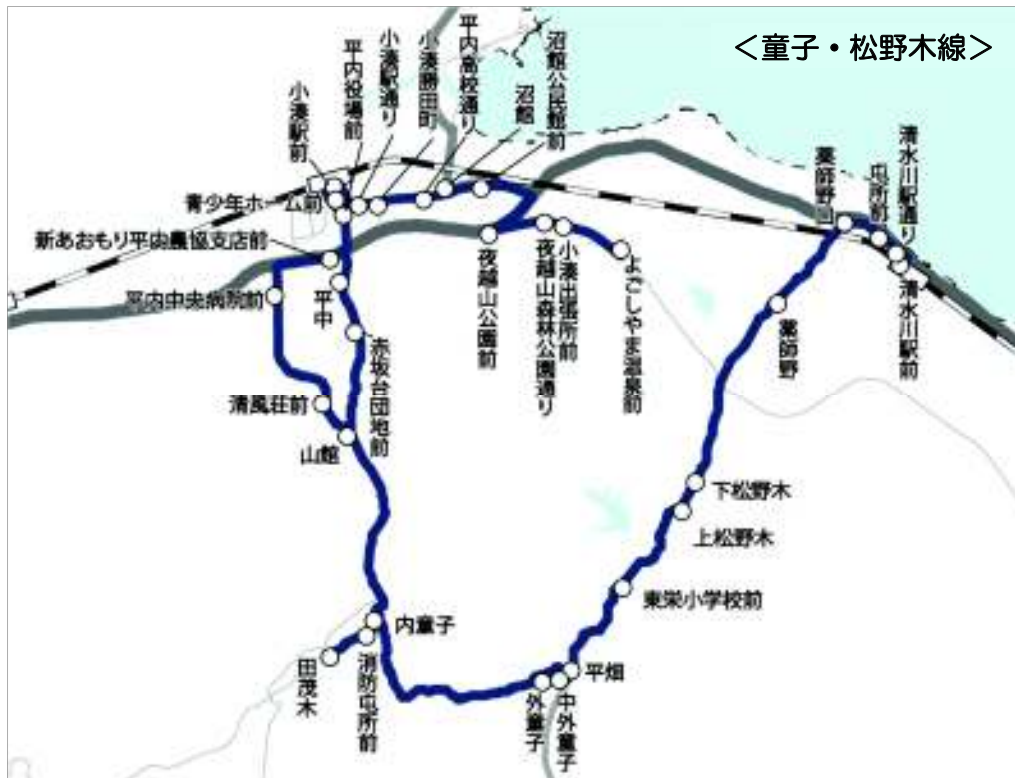 <童子・松野木線>
小湊駅前
平内役場前
小湊駅通り
小湊勝田町
平内高校通り
沼館
沼館公民館前
青少年ホーム前
新あおもり平内農協支店前
平内中央病院前
平中
赤坂台団地前
清風荘前
山館
夜越山公園前
夜越山森林公園通り
小湊出張所前
よごしやま温泉前
薬師野
屯所前
清水川駅通り
清水川駅前
下松野木
上松野木
東栄小学校前
平畑
中外童子
外童子
内童子
消防屯所前
田茂木